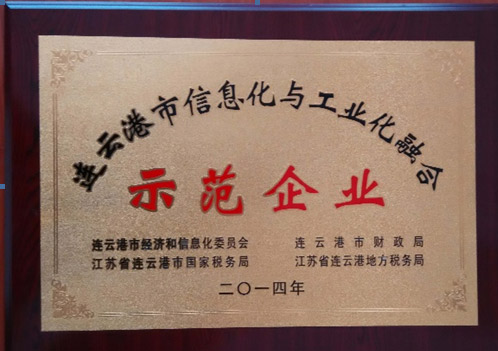 连云港市信息化与工业化融合
示范企业
连云港市经济和信息化委员会 连云港市财政局
江苏省连云港市国家税务局 江苏省连云港地方税务局
二〇一四年